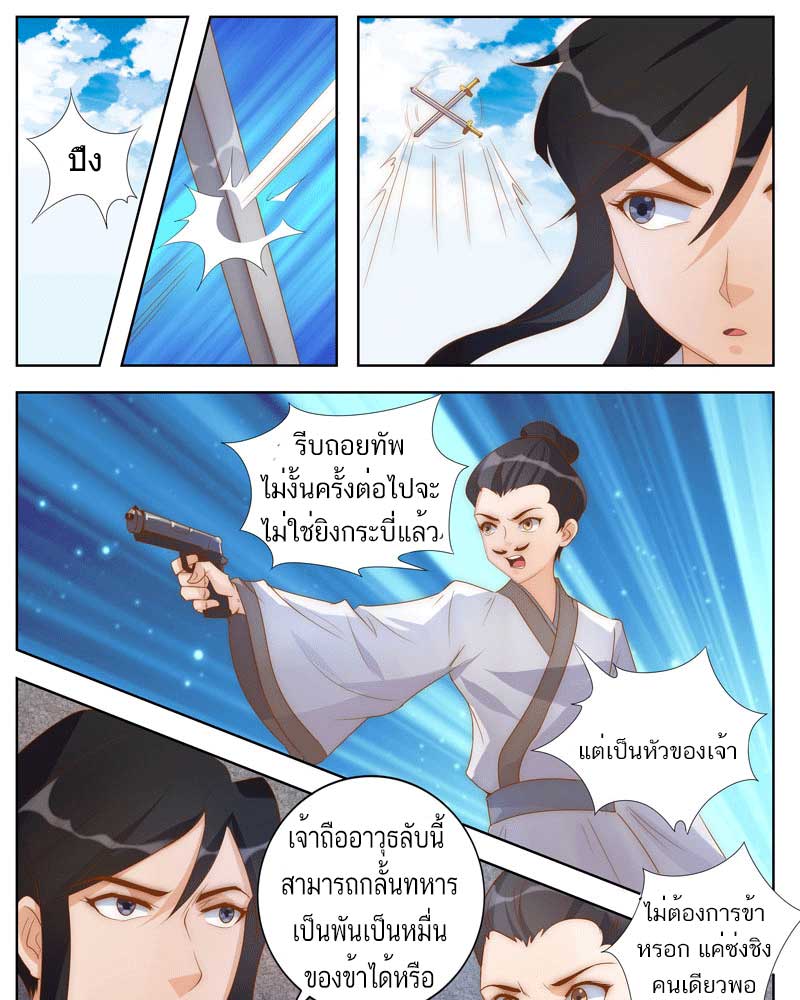 ปึง
รีบถอยทัพ
ไม่งั้นครั้งต่อไปจะ
ไม่ใช่ยิงกระบี่แล้ว
แต่เป็นหัวของเจ้า
เจ้าถืออาวุธลับนี้
สามารถกลั้นทหาร
เป็นพันเป็นหมื่น
ของข้าได้หรือ
ไม่ต้องการข้า
หรอก แค่ซ่งชิง
คนเดียวพอ